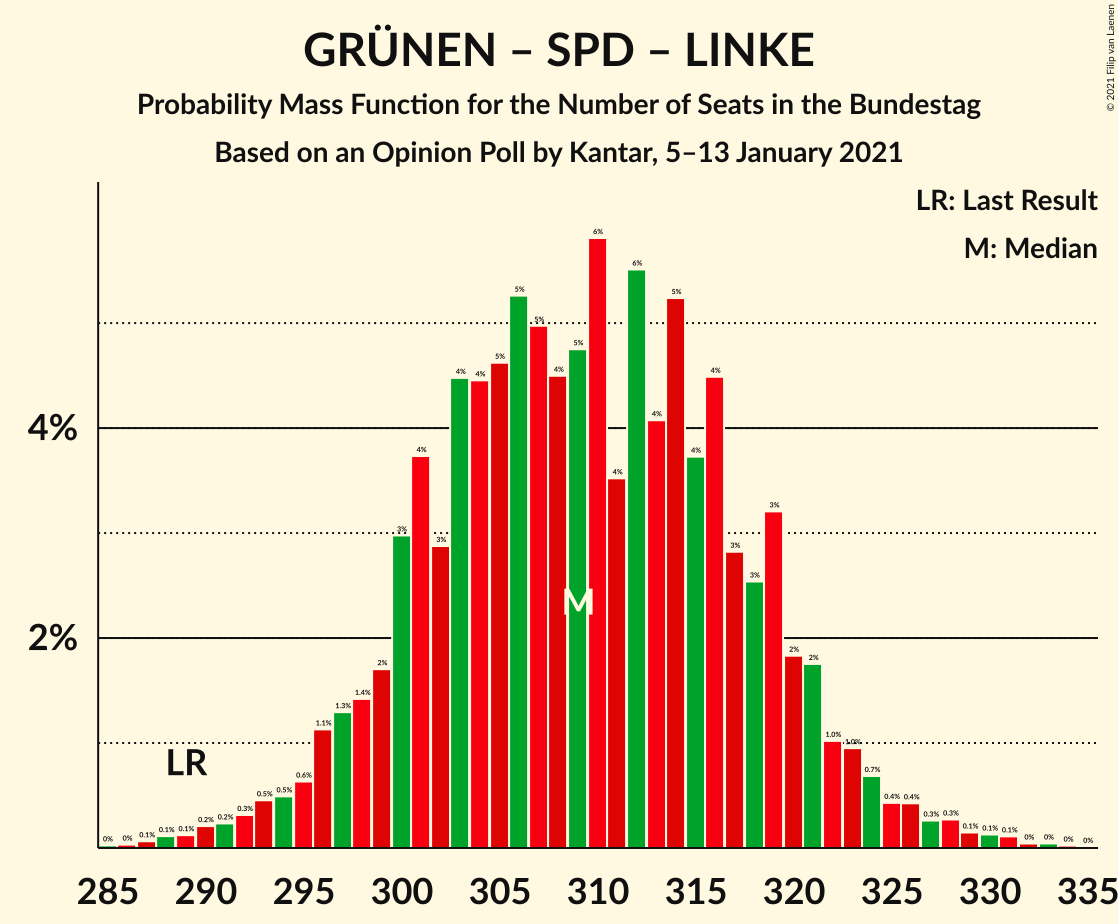 GRÜNEN – SPD – LINKE
Probability Mass Function for the Number of Seats in the Bundestag
Based on an Opinion Poll by Kantar, 5–13 January 2021
© 2021 Filip van Laenen
LR: Last Result
M: Median
4%
2%
0% 0% 0.1% 0.1% 0.1% 0.2% 0.2% 0.3% 0.5% 0.5% 0.6% 1.1% 1.3% 1.4% 2% 3% 4% 3% 4% 4% 5% 5% 5% 4% 5% 6% 4% 6% 4% 5% 4% 4% 3% 3% 3% 2% 2% 1.0% 1.0% 0.7% 0.4% 0.4% 0.3% 0.3% 0.1% 0.1% 0.1% 0% 0% 0% 0%
M
LR
285 290 295 300 305 310 315 320 325 330 335